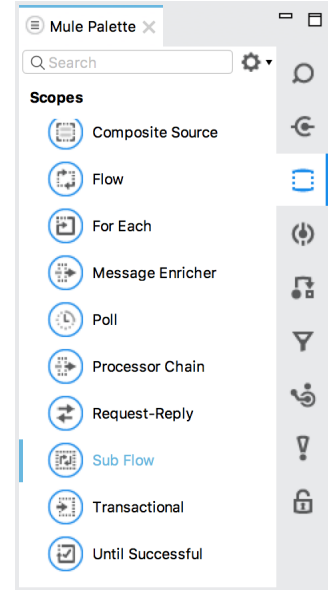 Mule Palette
Search
Scopes
Composite Source
Flow
For Each
Message Enricher
Poll
Processor Chain
Request-Reply
Sub Flow
Transactional
Until Successful